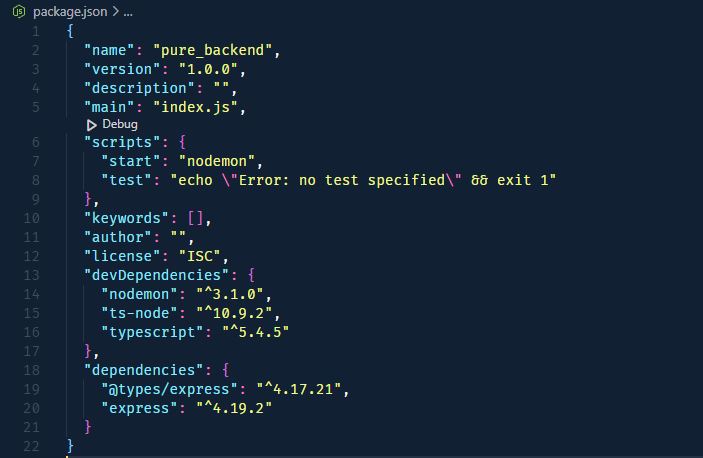 package.json > ...
1 {
2 "name": "pure_backend",
3 "version": "1.0.0",
4 "description": "",
5 "main": "index.js",
Debug
6 "scripts": {
7 "start": "nodemon",
8 "test": "echo \"Error: no test specified\" && exit 1"
9 },
10 "keywords": [],
11 "author": "",
12 "license": "ISC",
13 "devDependencies": {
14 "nodemon": "^3.1.0",
15 "ts-node": "^10.9.2",
16 "typescript": "^5.4.5"
17 },
18 "dependencies": {
19 "@types/express": "^4.17.21",
20 "express": "^4.19.2"
21 }
22 }